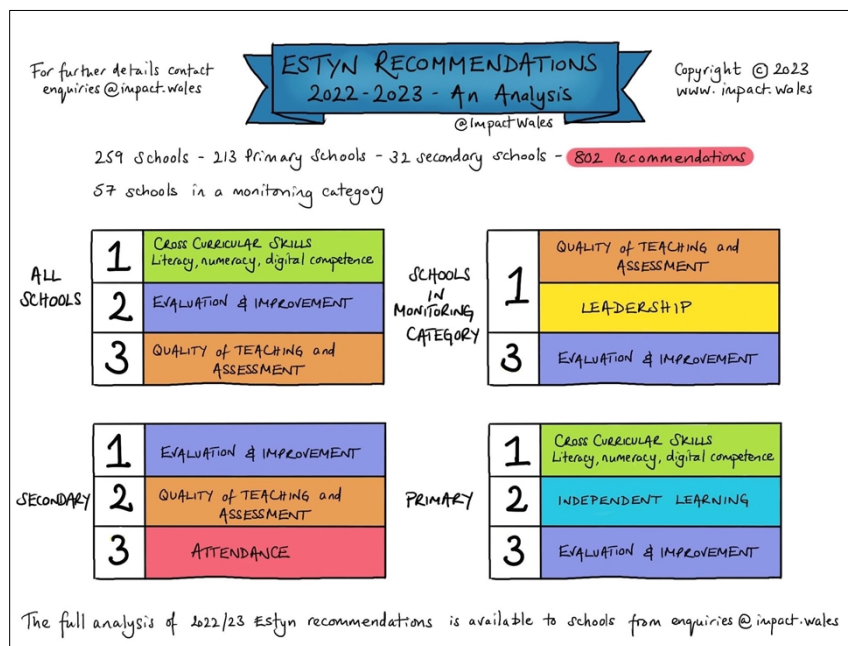 For further details contact
enquiries@impact.wales
ESTYN RECOMMENDATIONS
2022-2023 - An Analysis
@ImpactWales
Copyright © 2023
www.impact.wales
259 schools - 213 Primary Schools - 32 secondary schools - 802 recommendations
57 schools in a monitoring category
ALL
SCHOOLS
1
CROSS CURRICULAR SKILLS
Literacy, numeracy, digital competence
2
EVALUATION & IMPROVEMENT
3
QUALITY of TEACHING and
ASSESSMENT
SCHOOLS
IN
MONITORING
CATEGORY
1
QUALITY of TEACHING and
ASSESSMENT
LEADERSHIP
3
EVALUATION & IMPROVEMENT
SECONDARY
1
EVALUATION & IMPROVEMENT
2
QUALITY of TEACHING and
ASSESSMENT
3
ATTENDANCE
PRIMARY
1
CROSS CURRICULAR SKILLS
Literacy, numeracy, digital competence
2
INDEPENDENT LEARNING
3
EVALUATION & IMPROVEMENT
The full analysis of 2022/23 Estyn recommendations is available to schools from enquiries@impact.wales